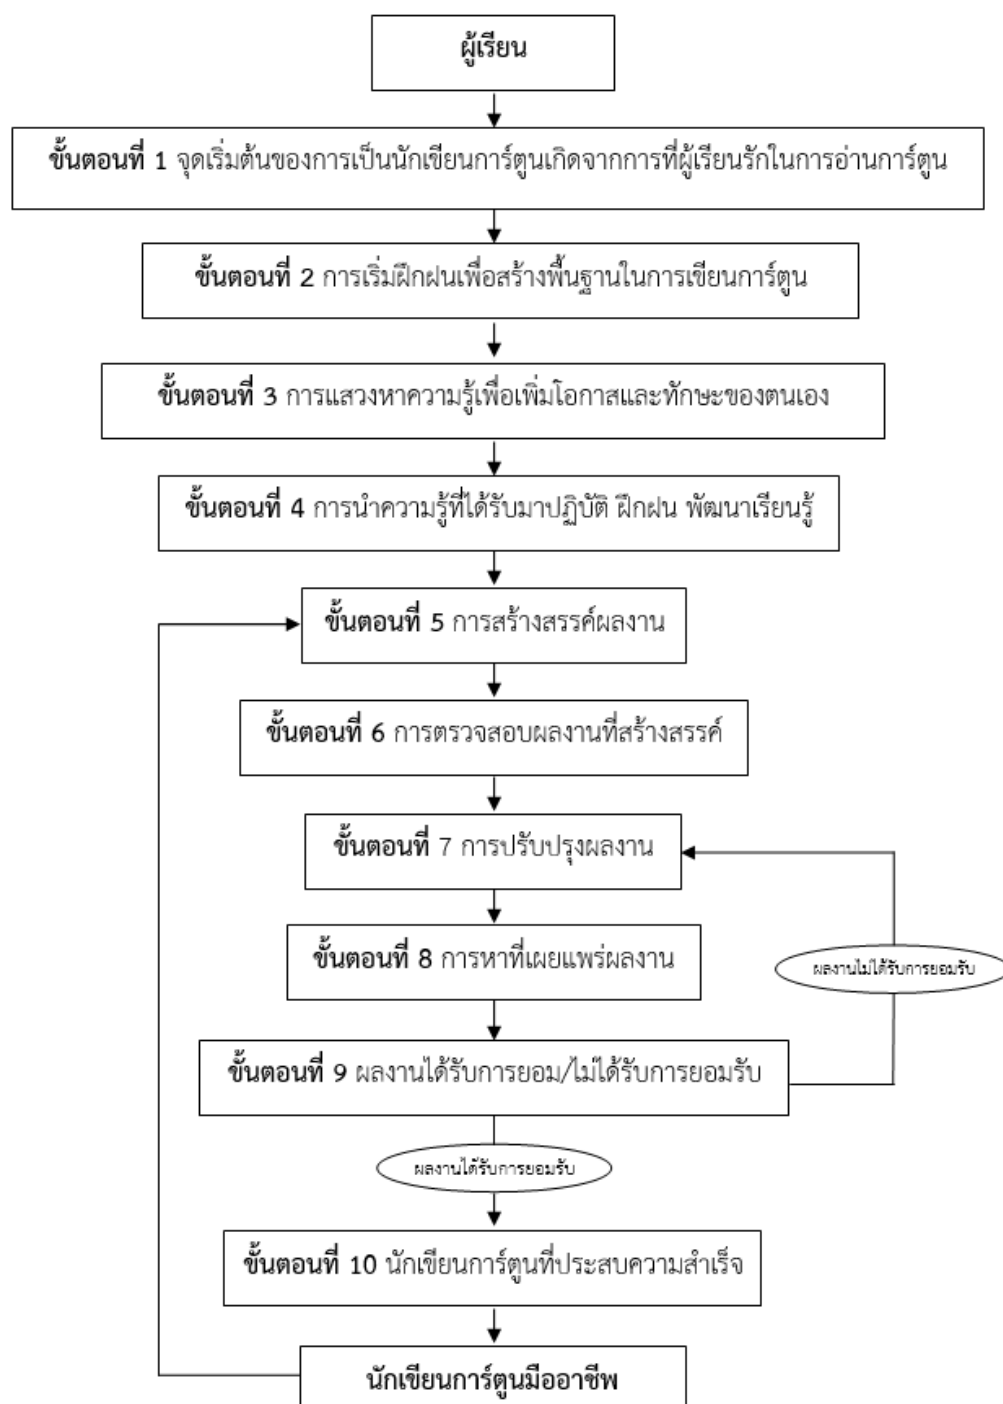 ผู้เรียน
ขั้นตอนที่ 1 จุดเริ่มต้นของการเป็นนักเขียนการ์ตูนเกิดจากการที่ผู้เรียนรักในการอ่านการ์ตูน
ขั้นตอนที่ 2 การเริ่มฝึกฝนเพื่อสร้างพื้นฐานในการเขียนการ์ตูน
ขั้นตอนที่ 3 การแสวงหาความรู้เพื่อเพิ่มโอกาสและทักษะของตนเอง
ขั้นตอนที่ 4 การนำความรู้ที่ได้รับมาปฏิบัติ ฝึกฝน พัฒนาเรียนรู้
ขั้นตอนที่ 5 การสร้างสรรค์ผลงาน
ขั้นตอนที่ 6 การตรวจสอบผลงานที่สร้างสรรค์
ขั้นตอนที่ 7 การปรับปรุงผลงาน
ขั้นตอนที่ 8 การหาที่เผยแพร่ผลงาน
ผลงานไม่ได้รับการยอมรับ
ขั้นตอนที่ 9 ผลงานได้รับการยอม/ไม่ได้รับการยอมรับ
ผลงานได้รับการยอมรับ
ขั้นตอนที่ 10 นักเขียนการ์ตูนที่ประสบความสำเร็จ
นักเขียนการ์ตูนมืออาชีพ